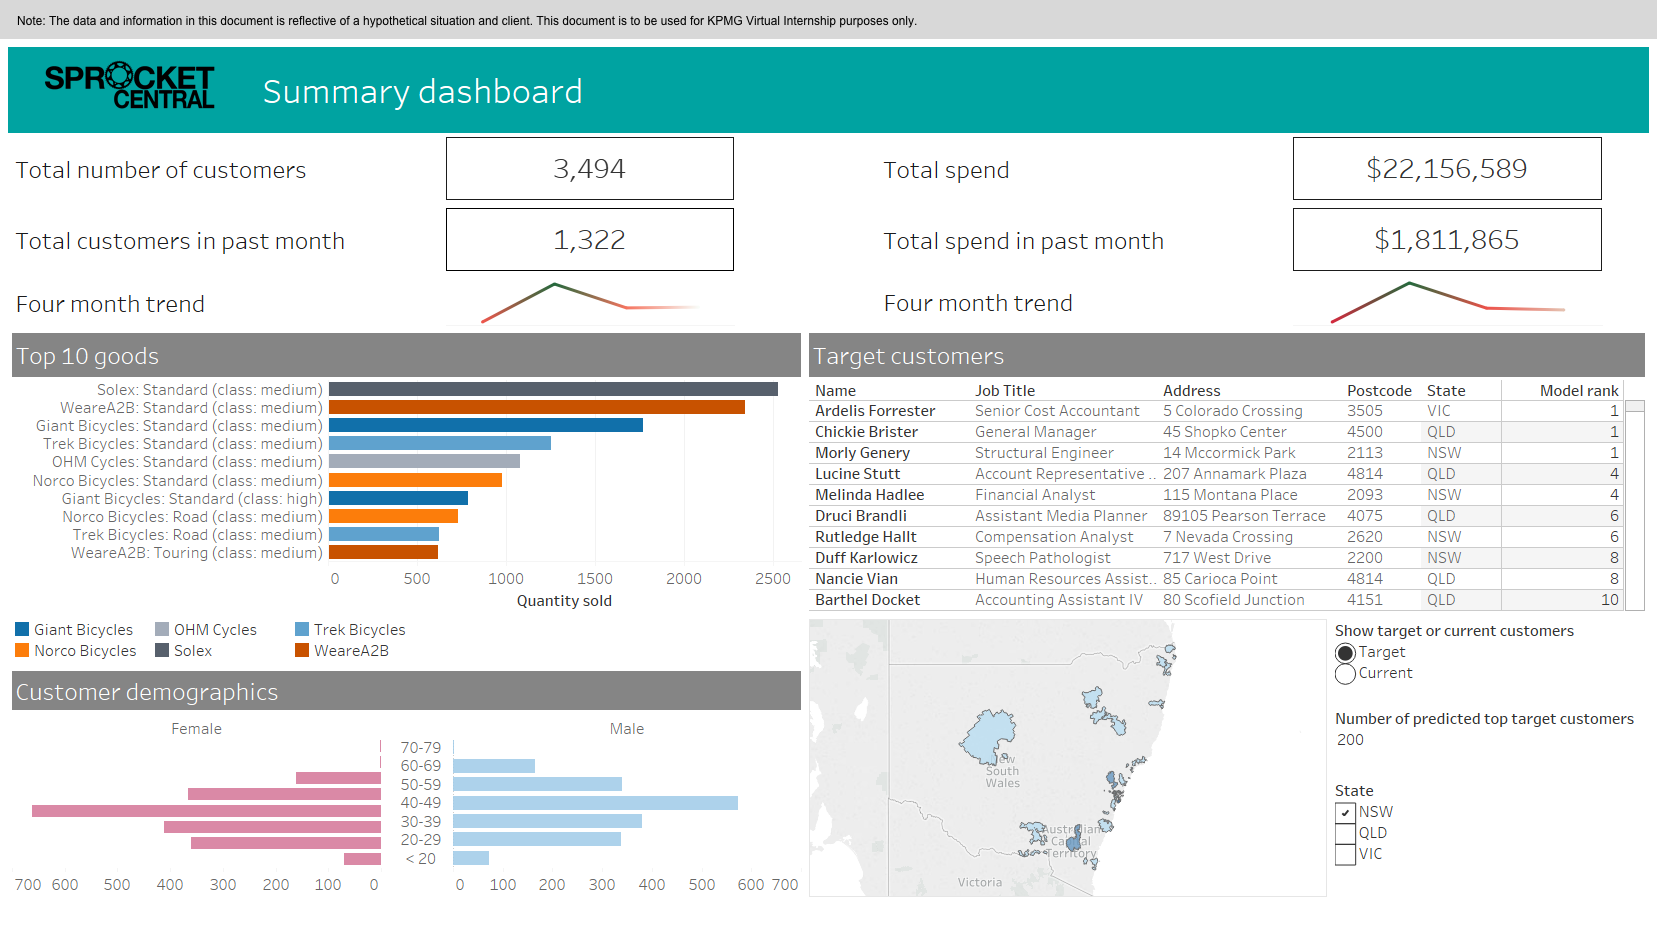 Note: The data and information in this document is reflective of a hypothetical situation and client. This document is to be used for KPMG Virtual Internship purposes only.
SPROCKET
CENTRAL
Summary dashboard
Total number of customers
3,494
Total spend
$22,156,589
Total customers in past month
1,322
Total spend in past month
$1,811,865
Four month trend
Four month trend
Top 10 goods
Solex: Standard (class: medium)
WeareA2B: Standard (class: medium)
Giant Bicycles: Standard (class: medium)
Trek Bicycles: Standard (class: medium)
OHM Cycles: Standard (class: medium)
Norco Bicycles: Standard (class: medium)
Giant Bicycles: Standard (class: high)
Norco Bicycles: Road (class: medium)
Trek Bicycles: Road (class: medium)
WeareA2B: Touring (class: medium)
0 500 1000 1500 2000 2500
Quantity sold
Giant Bicycles OHM Cycles Trek Bicycles
Norco Bicycles Solex WeareA2B
Target customers
Name Job Title Address Postcode State Model rank
Ardelis Forrester Senior Cost Accountant 5 Colorado Crossing 3505 VIC 1
Chickie Brister General Manager 45 Shopko Center 4500 QLD 1
Morly Genery Structural Engineer 14 Mccormick Park 2113 NSW 1
Lucine Stutt Account Representative .. 207 Annamark Plaza 4814 QLD 4
Melinda Hadlee Financial Analyst 115 Montana Place 2093 NSW 4
Druci Brandli Assistant Media Planner 89105 Pearson Terrace 4075 QLD 6
Rutledge Hallt Compensation Analyst 7 Nevada Crossing 2620 NSW 6
Duff Karlowicz Speech Pathologist 717 West Drive 2200 NSW 8
Nancie Vian Human Resources Assist.. 85 Carioca Point 4814 QLD 8
Barthel Docket Accounting Assistant IV 80 Scofield Junction 4151 QLD 10
Customer demographics
Female Male
70-79
60-69
50-59
40-49
30-39
20-29
< 20
700 600 500 400 300 200 100 0 0 100 200 300 400 500 600 700
New
South
Wales
Australian
Capital
Territory
Victoria
Show target or current customers
Target
Current
Number of predicted top target customers
200
State
NSW
QLD
VIC